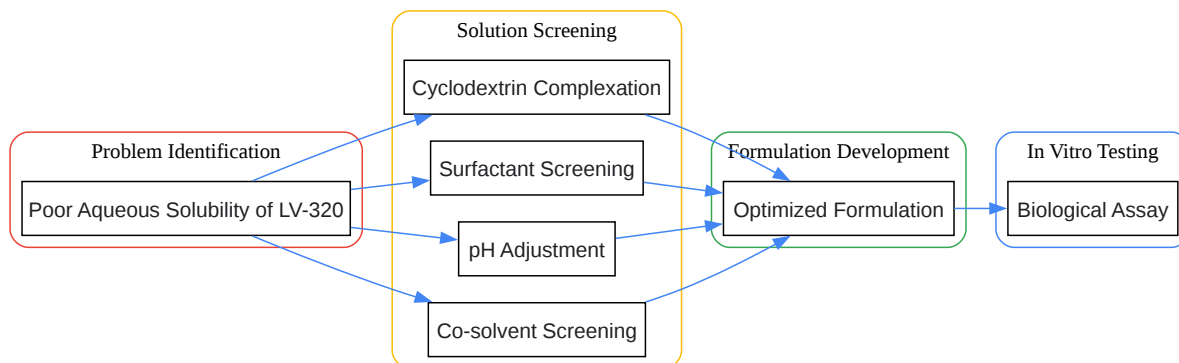 Problem Identification
Poor Aqueous Solubility of LV-320
Solution Screening
Cyclodextrin Complexation
Surfactant Screening
pH Adjustment
Co-solvent Screening
Formulation Development
Optimized Formulation
In Vitro Testing
Biological Assay